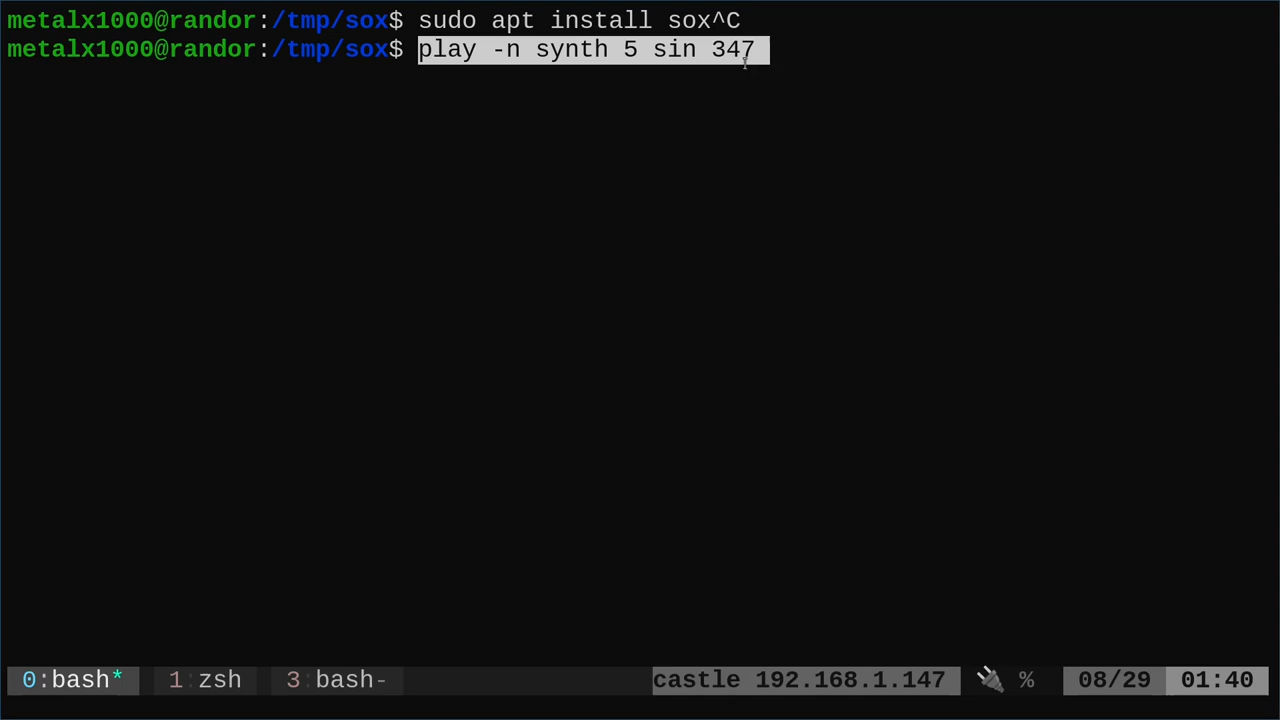 metalx1000@randor:/tmp/sox$ sudo apt install sox^C
metalx1000@randor:/tmp/sox$ play -n synth 5 sin 347
0:bash* 1:zsh 3:bash- castle 192.168.1.147 🔌 % 08/29 01:40